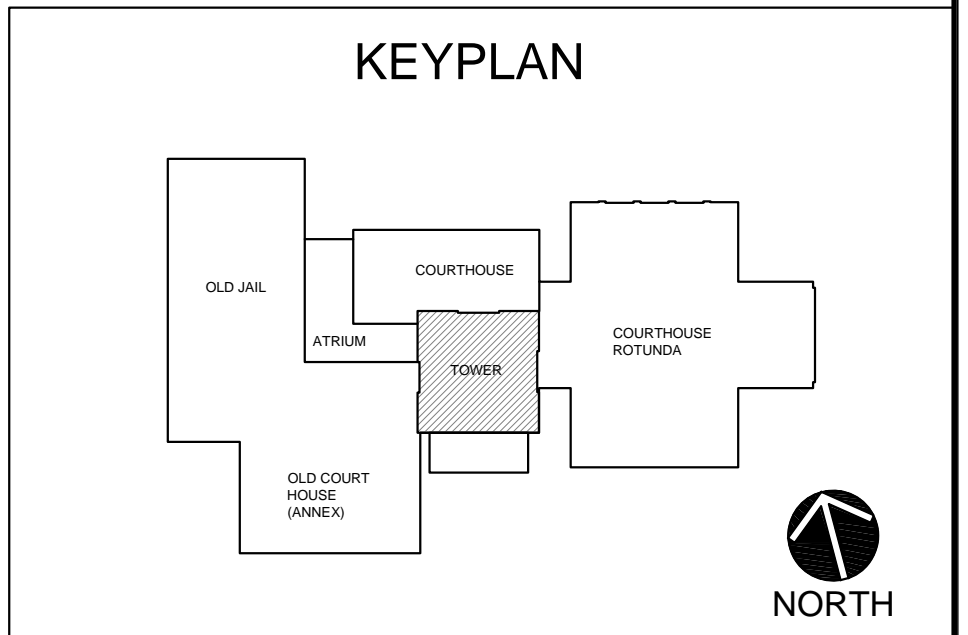 KEYPLAN
OLD JAIL
COURTHOUSE
ATRIUM
TOWER
COURTHOUSE
ROTUNDA
OLD COURT
HOUSE
(ANNEX)
NORTH